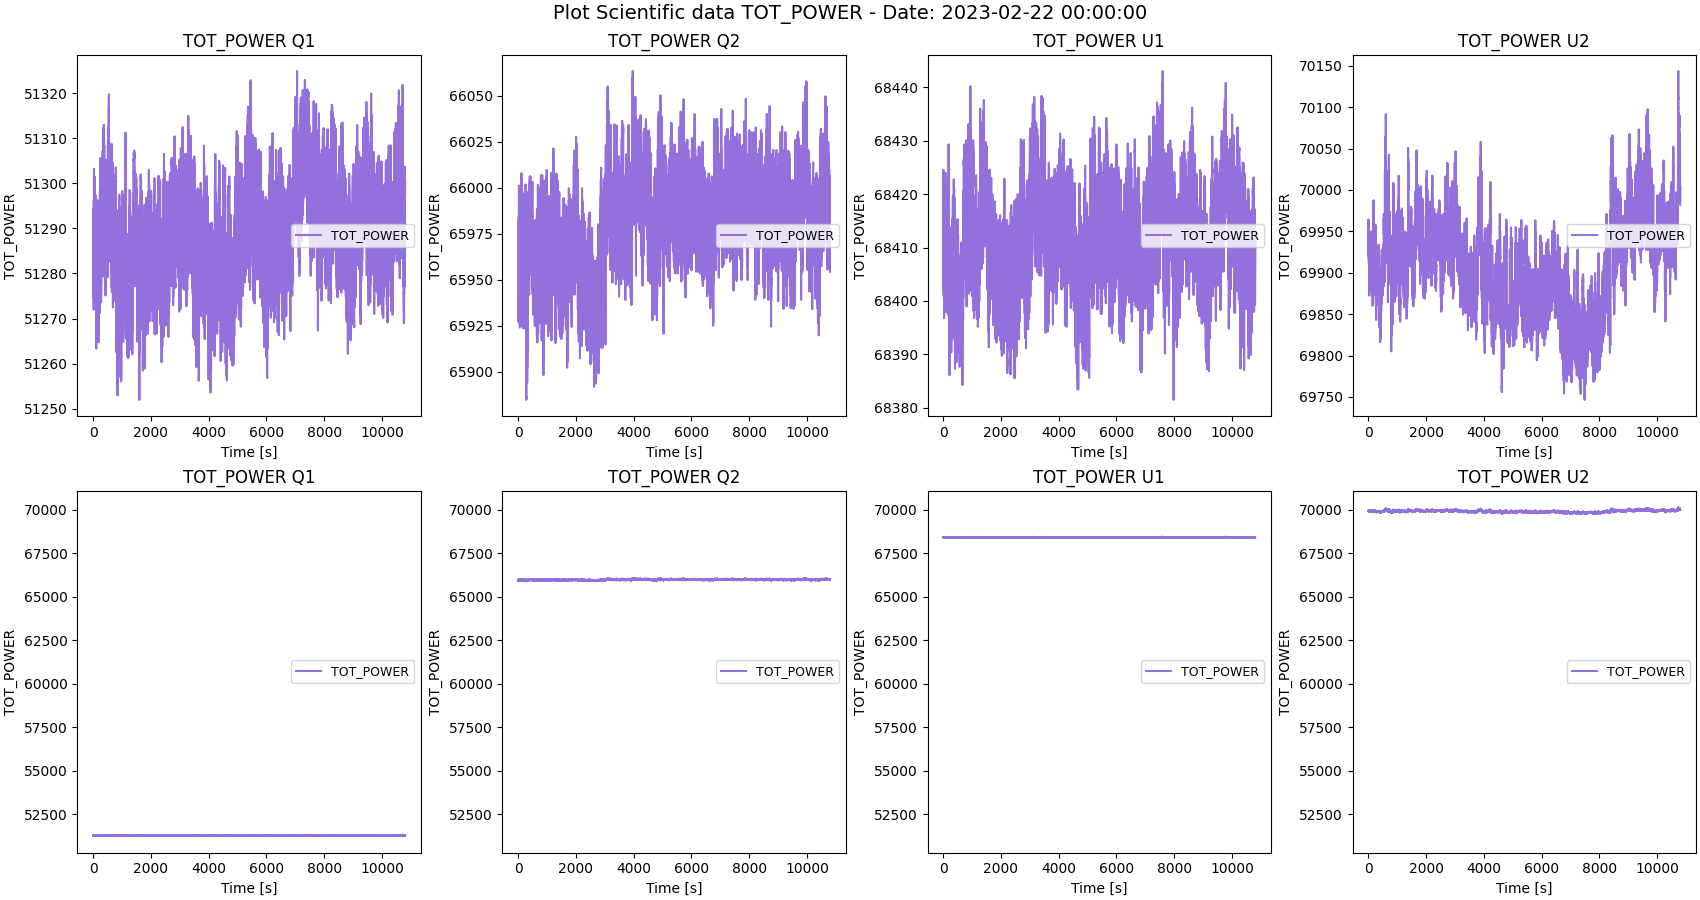 Plot Scientific data TOT_POWER - Date: 2023-02-22 00:00:00
TOT_POWER Q1
TOT_POWER
51320
51310
51300
51290
51280
51270
51260
51250
TOT_POWER
0 2000 4000 6000 8000 10000
Time [s]
TOT_POWER Q2
TOT_POWER
66050
66025
66000
65975
65950
65925
65900
TOT_POWER
0 2000 4000 6000 8000 10000
Time [s]
TOT_POWER U1
TOT_POWER
68440
68430
68420
68410
68400
68390
68380
TOT_POWER
0 2000 4000 6000 8000 10000
Time [s]
TOT_POWER U2
TOT_POWER
70150
70100
70050
70000
69950
69900
69850
69800
69750
TOT_POWER
0 2000 4000 6000 8000 10000
Time [s]
TOT_POWER Q1
TOT_POWER
70000
67500
65000
62500
60000
57500
55000
52500
TOT_POWER
0 2000 4000 6000 8000 10000
Time [s]
TOT_POWER Q2
TOT_POWER
70000
67500
65000
62500
60000
57500
55000
52500
TOT_POWER
0 2000 4000 6000 8000 10000
Time [s]
TOT_POWER U1
TOT_POWER
70000
67500
65000
62500
60000
57500
55000
52500
TOT_POWER
0 2000 4000 6000 8000 10000
Time [s]
TOT_POWER U2
TOT_POWER
70000
67500
65000
62500
60000
57500
55000
52500
TOT_POWER
0 2000 4000 6000 8000 10000
Time [s]